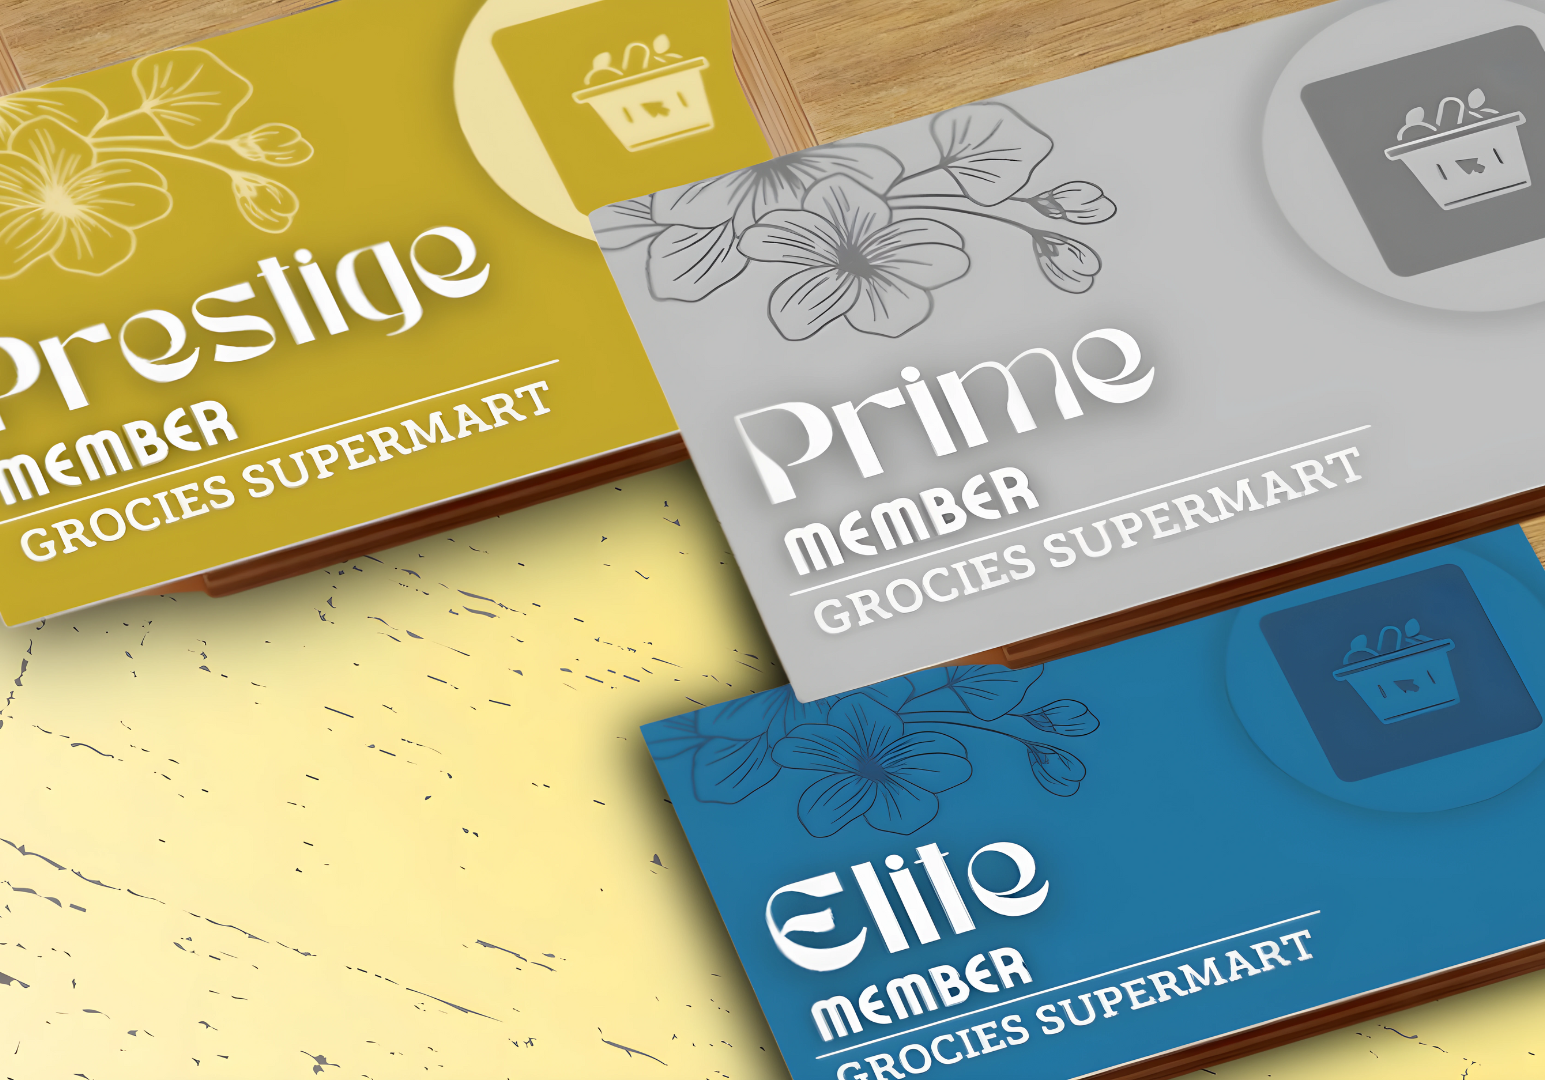 Prestige
MEMBER
GROCIES SUPERMART
Prime
MEMBER
GROCIES SUPERMART
Elite
MEMBER
GROCIES SUPERMART